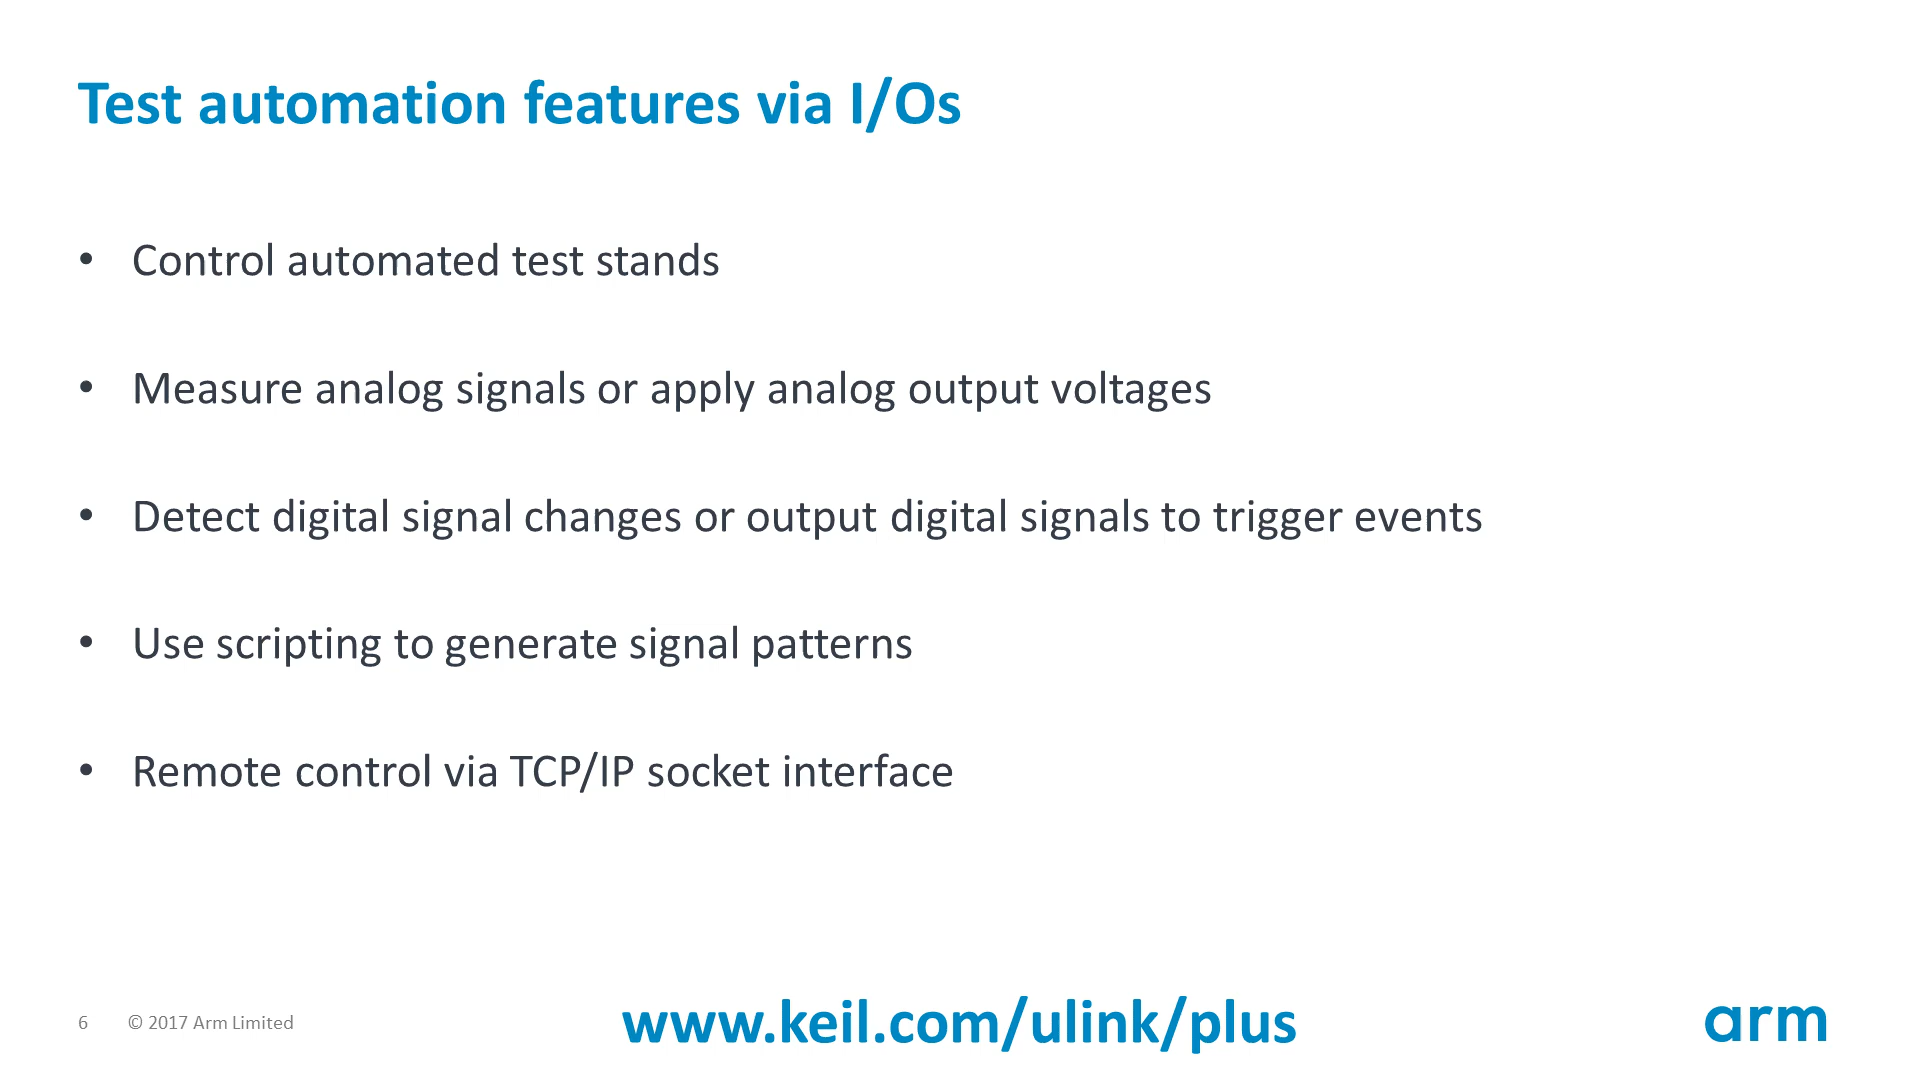 Test automation features via I/Os
• Control automated test stands
• Measure analog signals or apply analog output voltages
• Detect digital signal changes or output digital signals to trigger events
• Use scripting to generate signal patterns
• Remote control via TCP/IP socket interface
6 © 2017 Arm Limited
www.keil.com/ulink/plus
arm